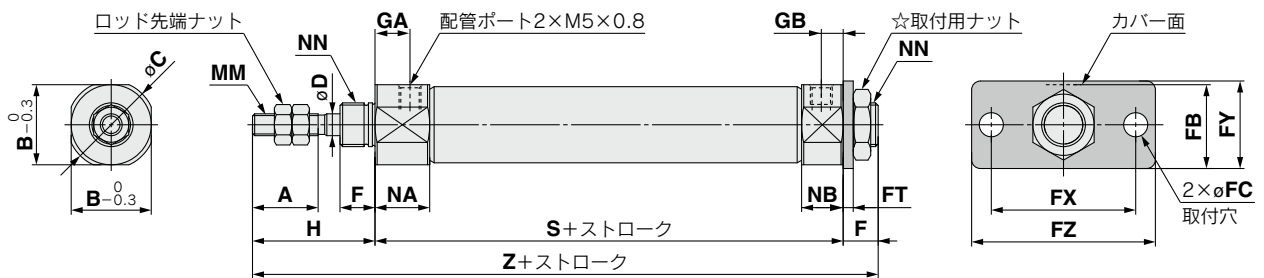 ロッド先端ナット
GA
配管ポート2×M5×0.8
GB
☆取付用ナット
カバー面
øC
MM
NN
øD
NN
B 0 -0.3
B 0 -0.3
A
F
NA
NB
FT
H
S+ストローク
F
Z+ストローク
FB
FY
FX
FZ
2×øFC
取付穴